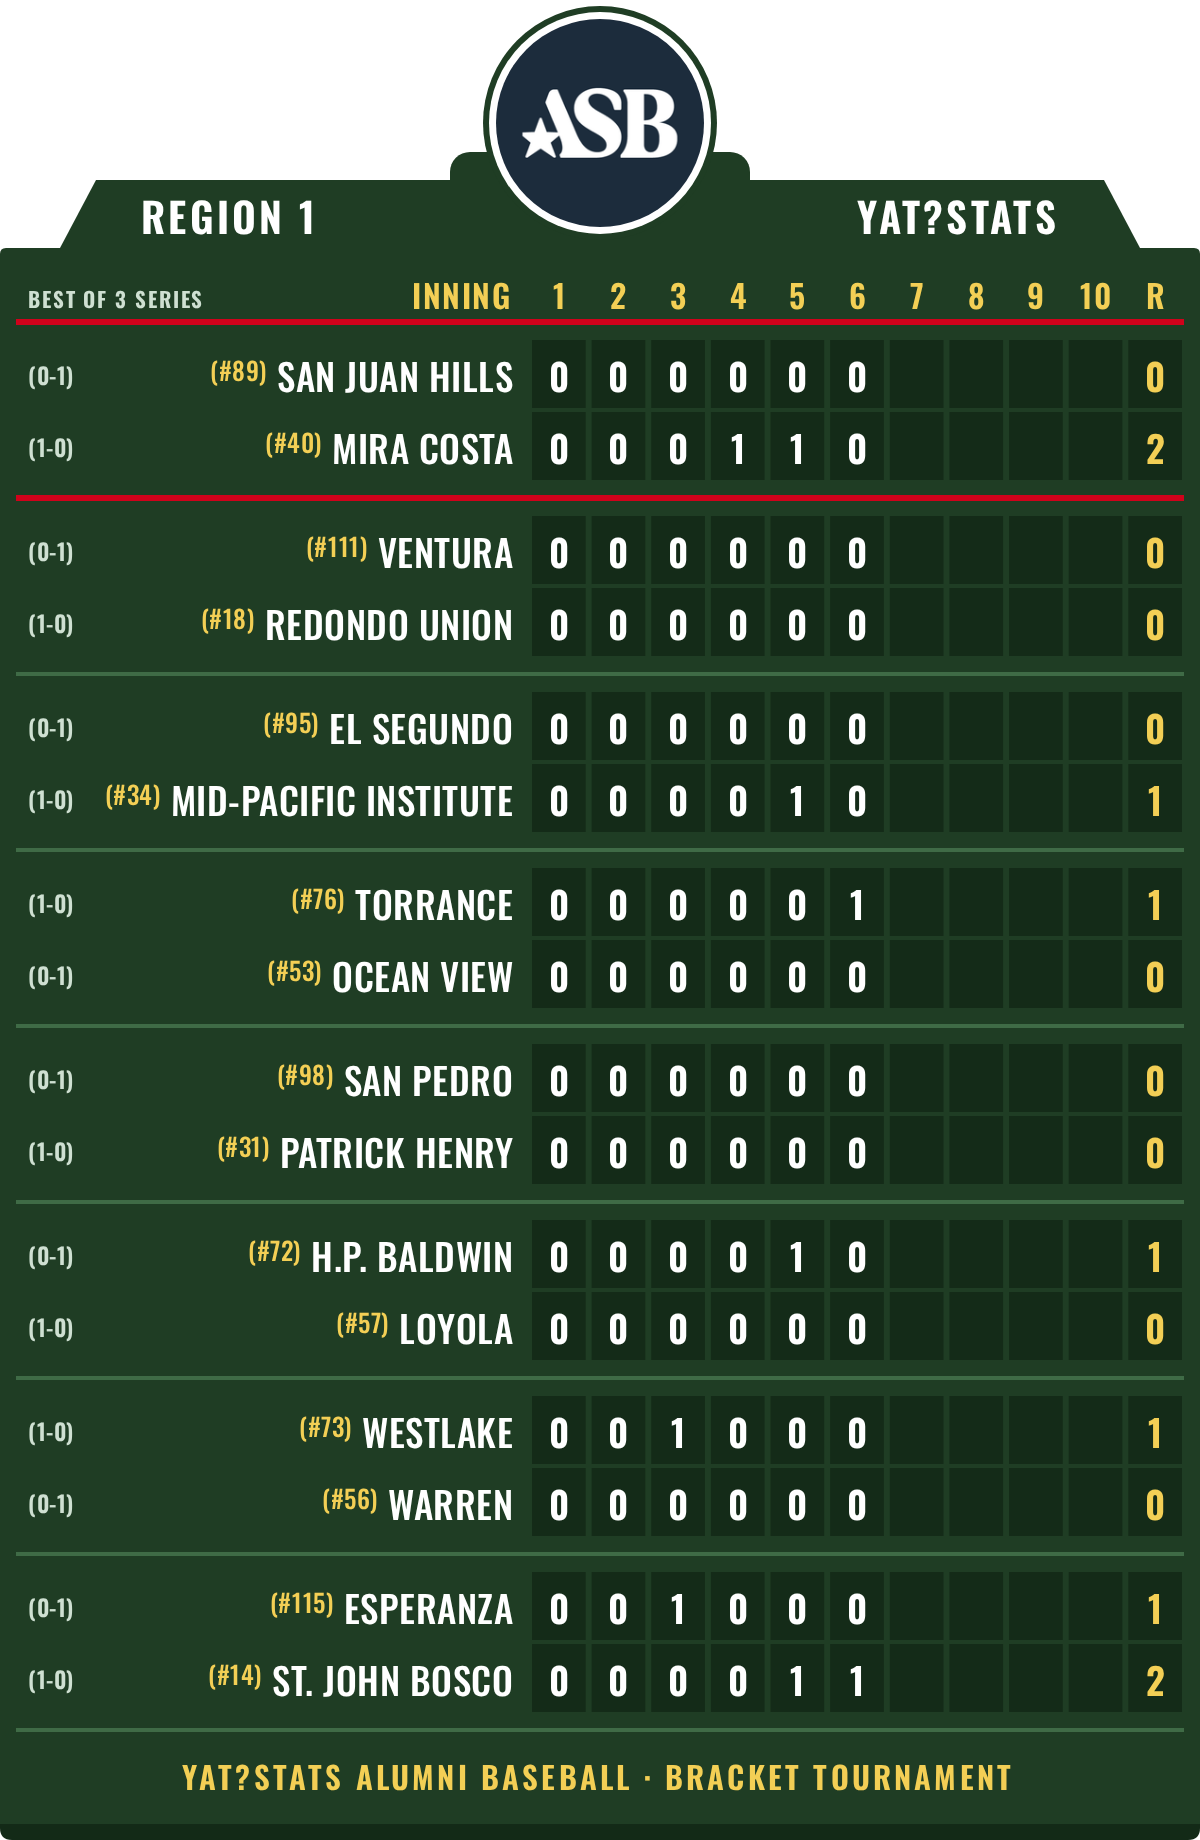 ASB
REGION 1 YAT?STATS
BEST OF 3 SERIES INNING 1 2 3 4 5 6 7 8 9 10 R
(0-1) (#89) SAN JUAN HILLS 0 0 0 0 0 0 0
(1-0) (#40) MIRA COSTA 0 0 0 1 1 0 2
(0-1) (#111) VENTURA 0 0 0 0 0 0 0
(1-0) (#18) REDONDO UNION 0 0 0 0 0 0 0
(0-1) (#95) EL SEGUNDO 0 0 0 0 0 0 0
(1-0) (#34) MID-PACIFIC INSTITUTE 0 0 0 0 1 0 1
(1-0) (#76) TORRANCE 0 0 0 0 0 1 1
(0-1) (#53) OCEAN VIEW 0 0 0 0 0 0 0
(0-1) (#98) SAN PEDRO 0 0 0 0 0 0 0
(1-0) (#31) PATRICK HENRY 0 0 0 0 0 0 0
(0-1) (#72) H.P. BALDWIN 0 0 0 0 1 0 1
(1-0) (#57) LOYOLA 0 0 0 0 0 0 0
(1-0) (#73) WESTLAKE 0 0 1 0 0 0 1
(0-1) (#56) WARREN 0 0 0 0 0 0 0
(0-1) (#115) ESPERANZA 0 0 1 0 0 0 1
(1-0) (#14) ST. JOHN BOSCO 0 0 0 0 1 1 2
YAT?STATS ALUMNI BASEBALL · BRACKET TOURNAMENT